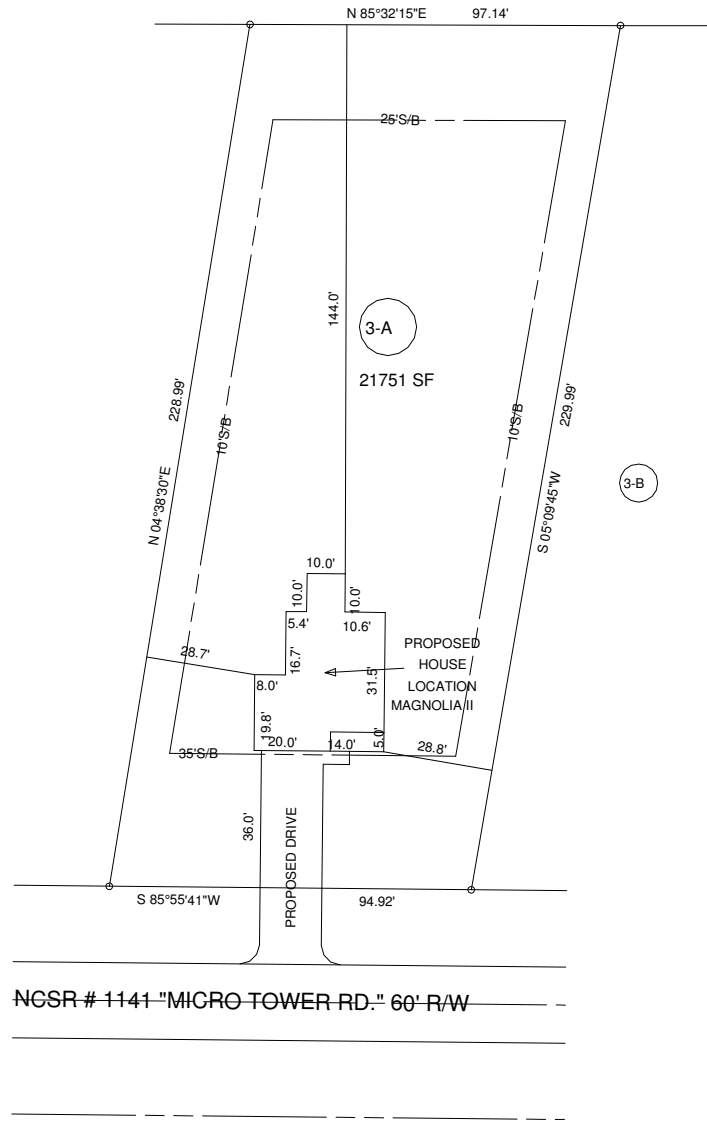 N 85°32'15"E 97.14'
25'S/B
144.0'
3-A
21751 SF
228.99'
10'S/B
10'S/B
229.99'
N 04°38'30"E
S 05°09'45"W
3-B
10.0'
10.0'
10.0'
5.4'
10.6'
PROPOSED
HOUSE
LOCATION
MAGNOLIA II
28.7'
16.7'
31.5'
8.0'
19.8'
20.0'
14.0'
5.0'
28.8'
35'S/B
36.0'
PROPOSED DRIVE
S 85°55'41"W 94.92'
NCSR # 1141 "MICRO TOWER RD." 60' R/W